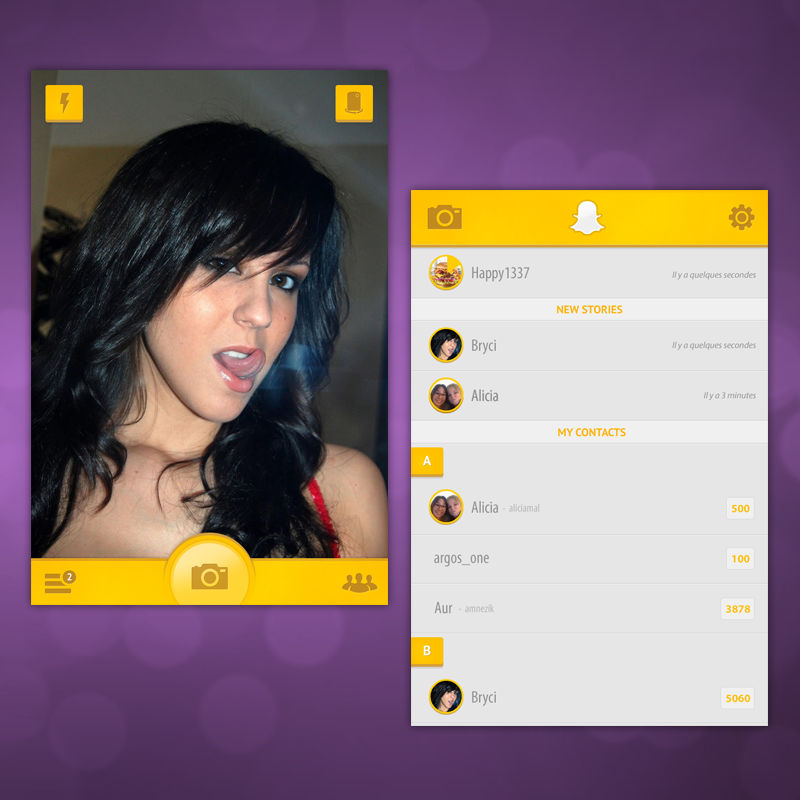 2
Happy1337 Il y a quelques secondes
NEW STORIES
Bryci Il y a quelques secondes
Alicia Il y a 3 minutes
MY CONTACTS
A
Alicia - aliciamal 500
argos_one 100
Aur - amnezik 3878
B
Bryci 5060